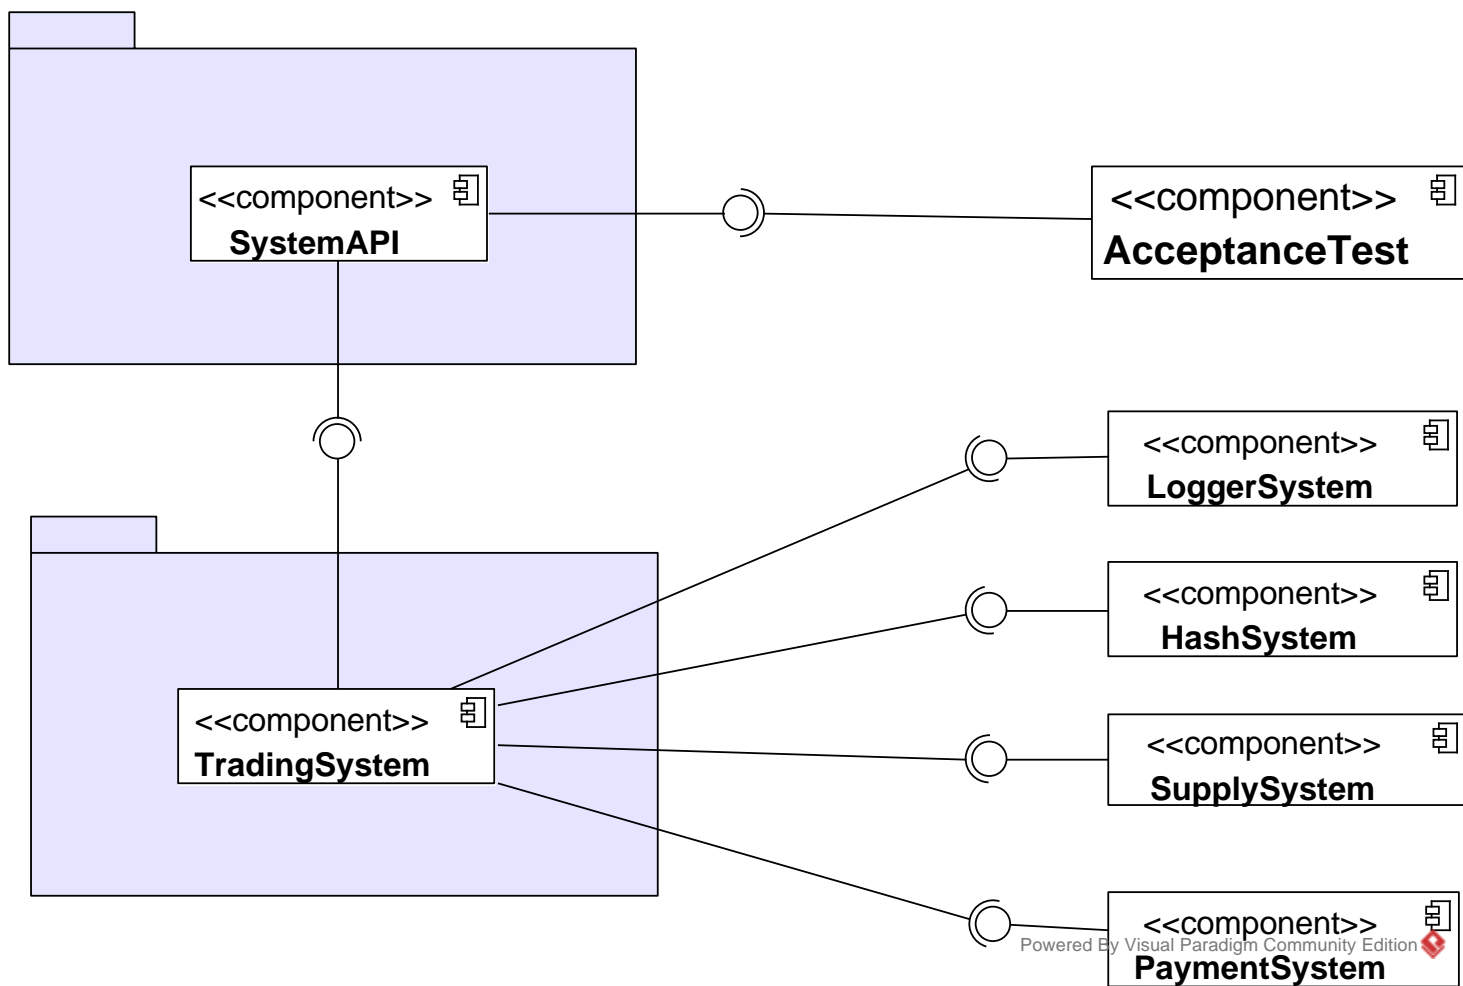 <<component>>
SystemAPI
<<component>>
AcceptanceTest
<<component>>
LoggerSystem
<<component>>
HashSystem
<<component>>
TradingSystem
<<component>>
SupplySystem
<<component>>
Powered By Visual Paradigm Community Edition
PaymentSystem